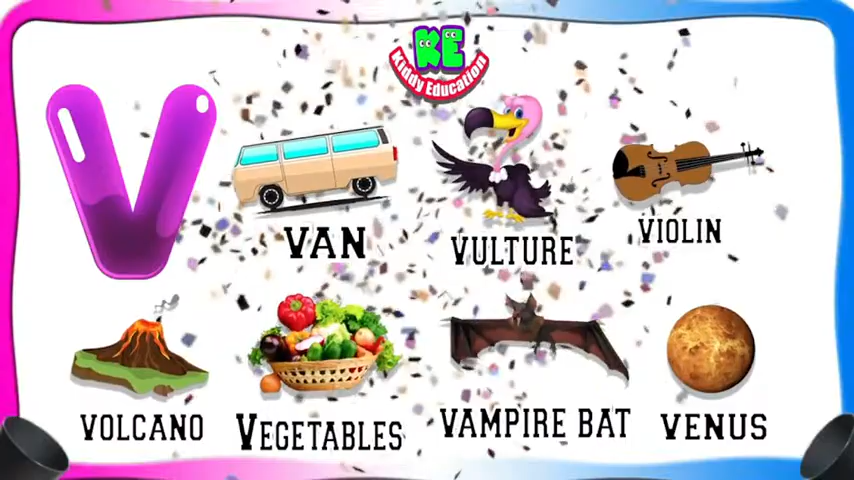 KE
Kiddy Education
V
VAN
VULTURE
VIOLIN
VOLCANO
VEGETABLES
VAMPIRE BAT
VENUS